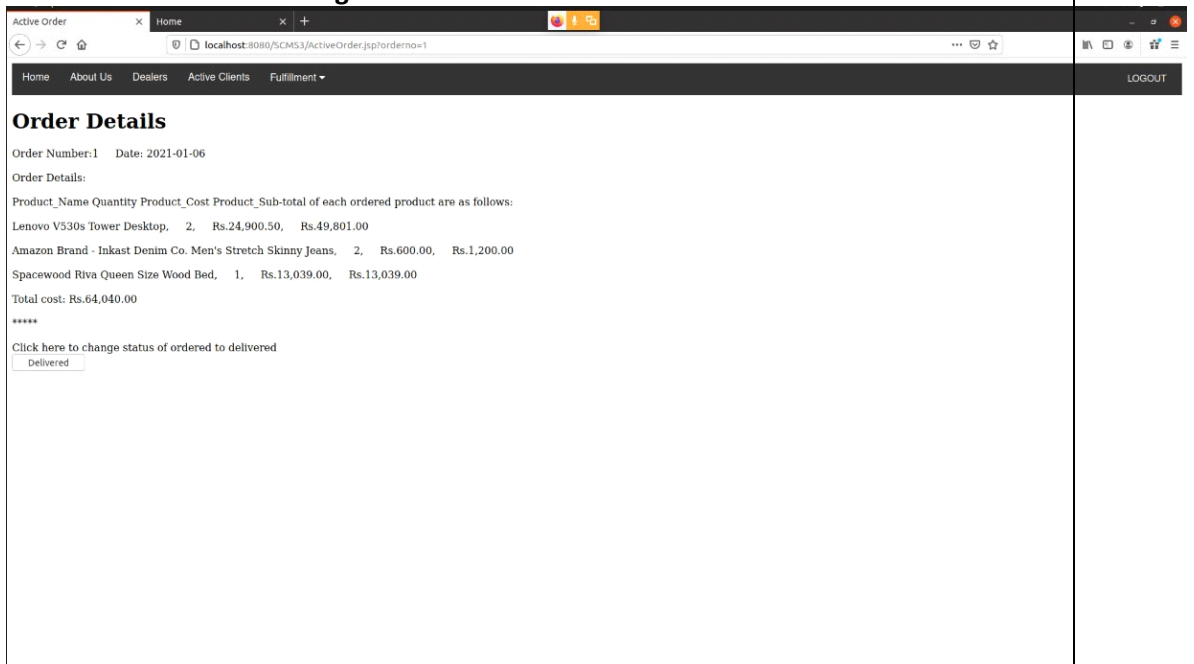 Active Order
Home
localhost:8080/SCMS3/ActiveOrder.jsp?orderno=1
Home About Us Dealers Active Clients Fulfillment LOGOUT
Order Details
Order Number:1 Date: 2021-01-06
Order Details:
Product_Name Quantity Product_Cost Product_Sub-total of each ordered product are as follows:
Lenovo V530s Tower Desktop, 2, Rs.24,900.50, Rs.49,801.00
Amazon Brand - Inkast Denim Co. Men's Stretch Skinny Jeans, 2, Rs.600.00, Rs.1,200.00
Spacewood Riva Queen Size Wood Bed, 1, Rs.13,039.00, Rs.13,039.00
Total cost: Rs.64,040.00
*****
Click here to change status of ordered to delivered
Delivered